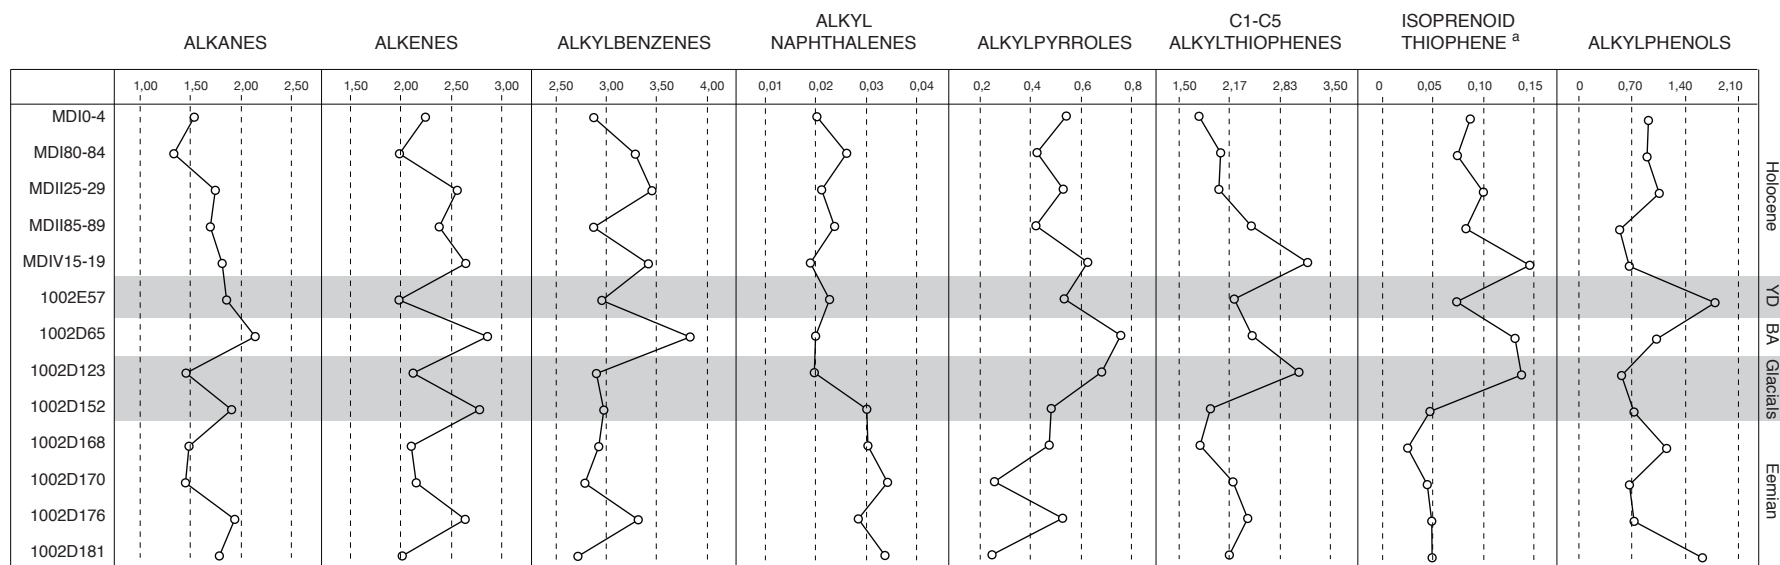 ALKANES
ALKENES
ALKYLBENZENES
ALKYL
NAPHTHALENES
ALKYLPYRROLES
C1-C5
ALKYLTHIOPHENES
ISOPRENOID
THIOPHENE a
ALKYLPHENOLS
1,00 1,50 2,00 2,50 1,50 2,00 2,50 3,00 2,50 2,90 3,50 4,00 0,01 0,02 0,03 0,04 0,2 0,4 0,6 0,8 1,50 2,17 2,83 3,50 0 0,05 0,10 0,15 0 0,70 1,40 2,10
MDI0-4
MDI80-84
MDII25-29
MDII85-89
MDIV15-19
1002E57
1002D65
1002D123
1002D152
1002D168
1002D170
1002D176
1002D181
Holocene
YD
BA
Glacials
Eemian